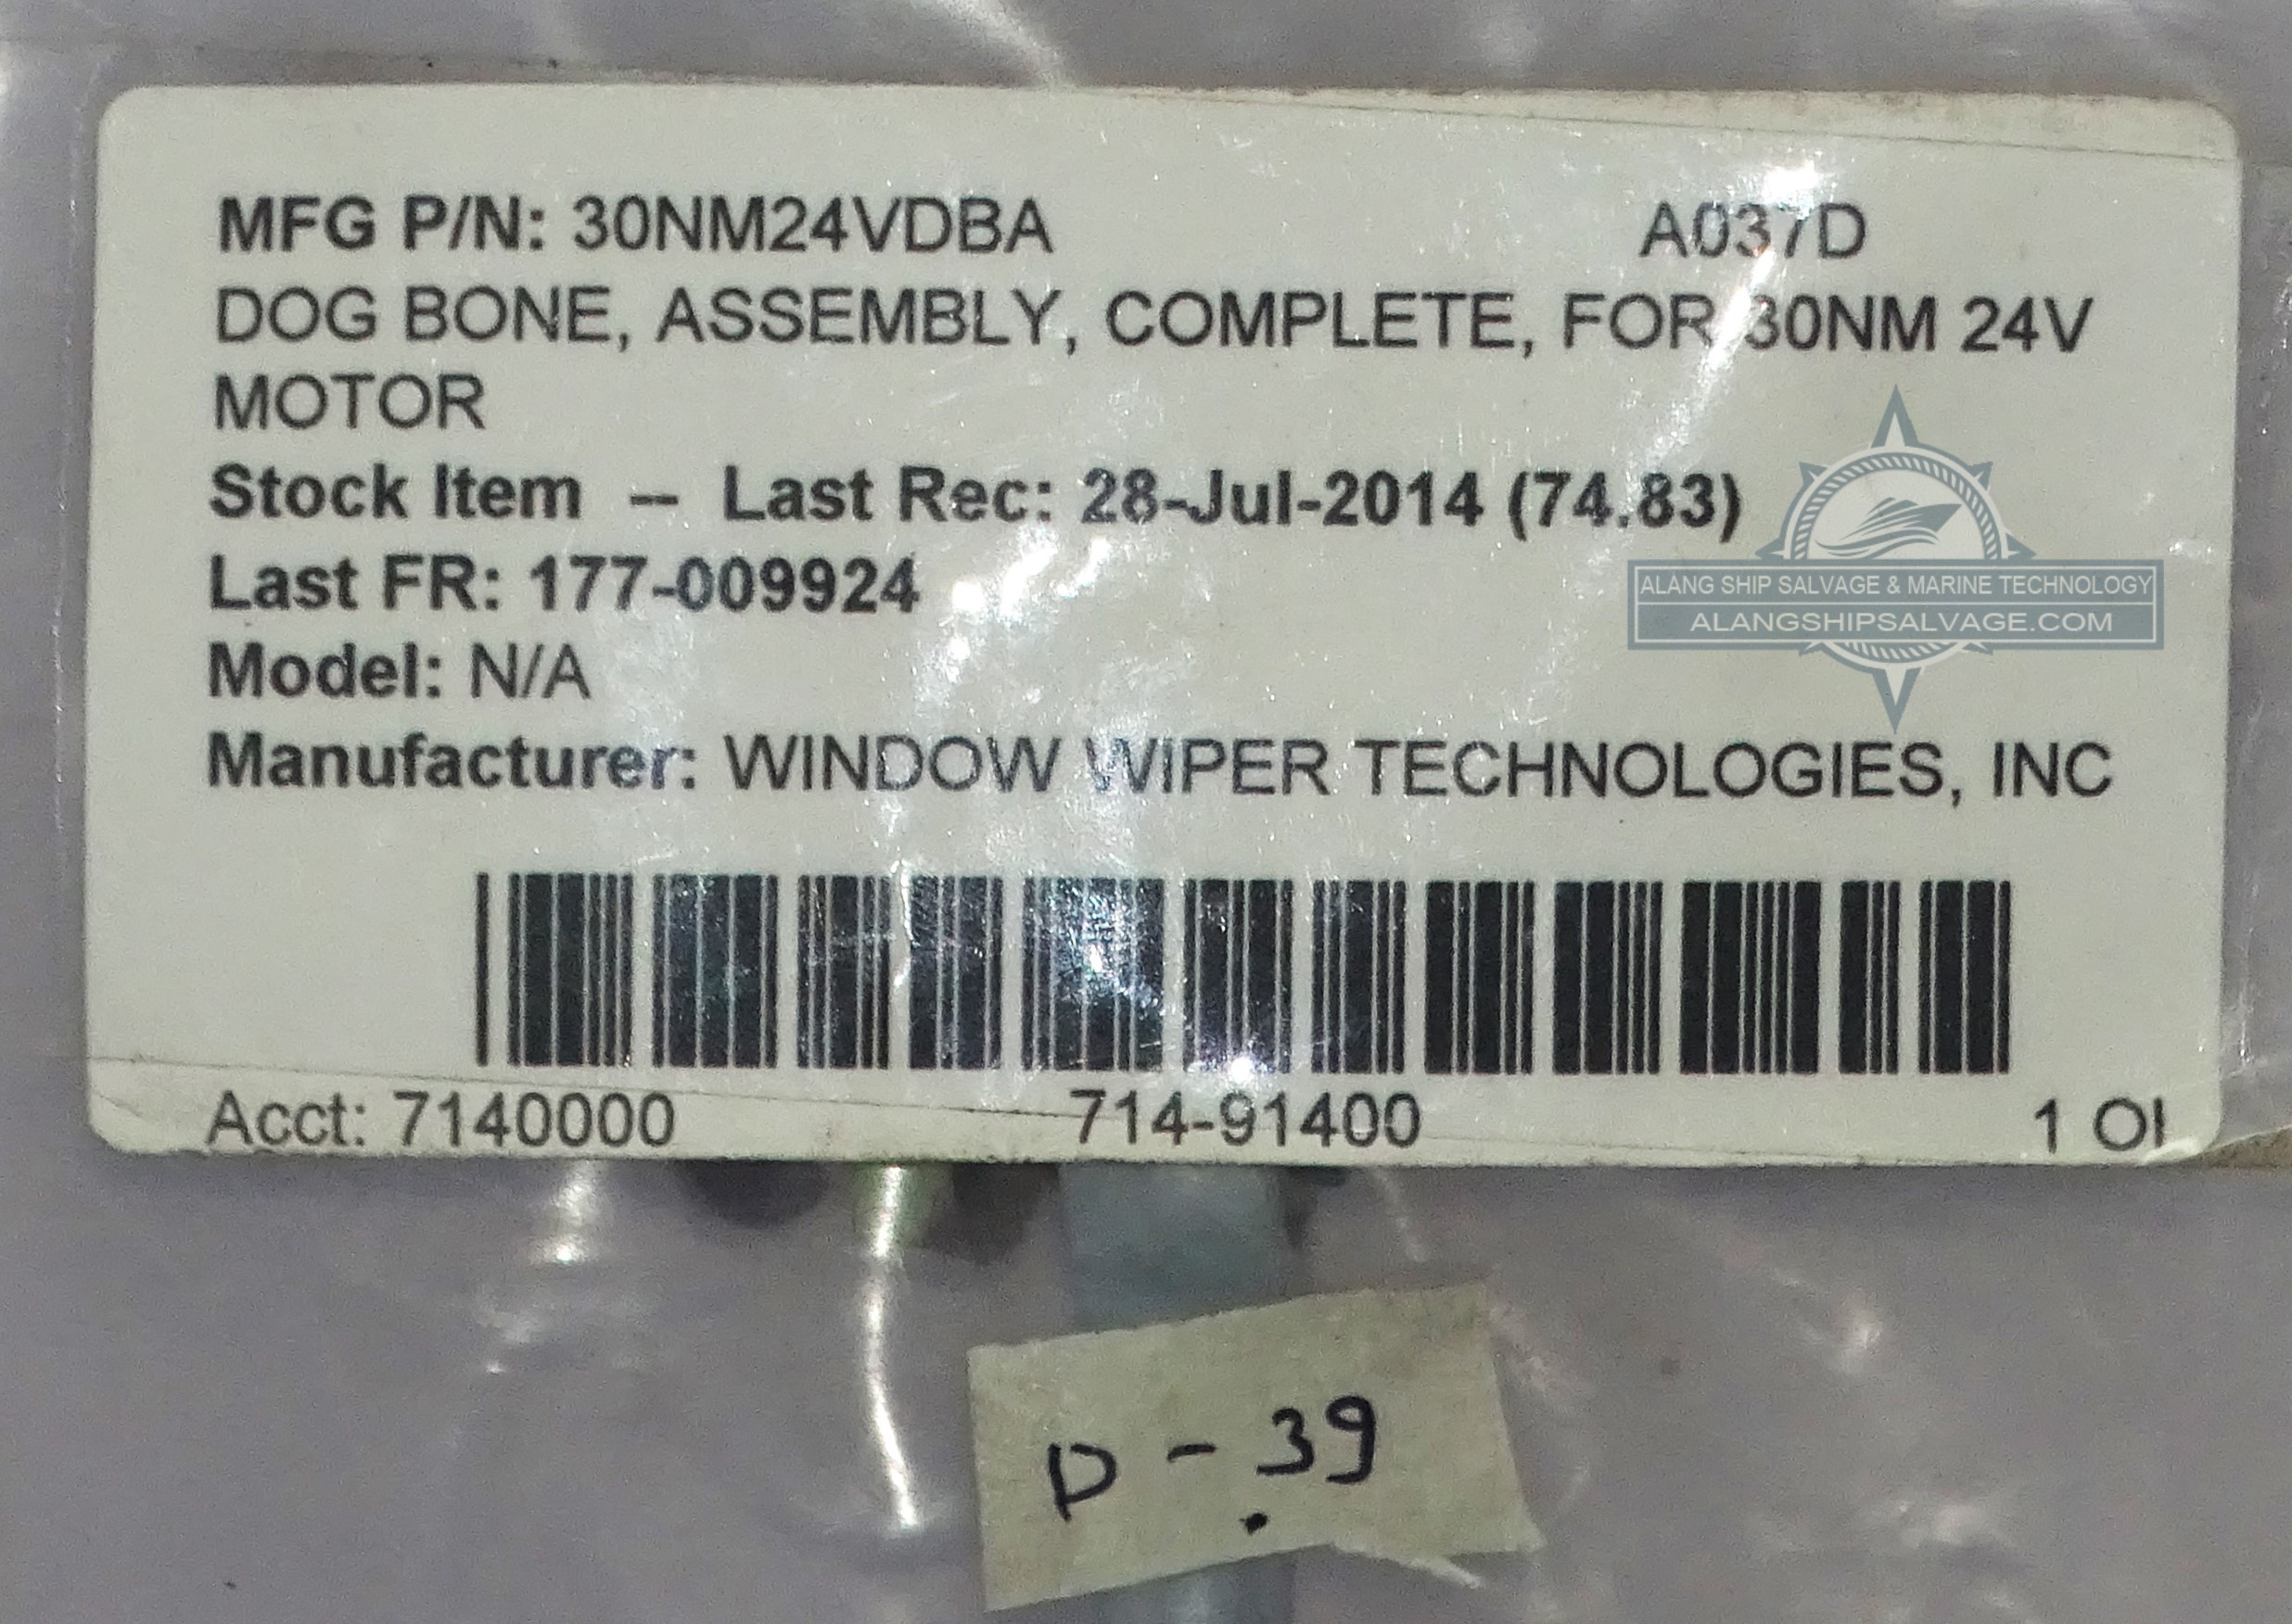 MFG P/N: 30NM24VDBA A037D
DOG BONE, ASSEMBLY, COMPLETE, FOR 30NM 24V
MOTOR
Stock Item – Last Rec: 28-Jul-2014 (74.83)
Last FR: 177-009924
Model: N/A
Manufacturer: WINDOW WIPER TECHNOLOGIES, INC
ALANG SHIP SALVAGE & MARINE TECHNOLOGY
ALANGSHIPSALVAGE.COM
Acct: 7140000 714-91400 1
D - 39